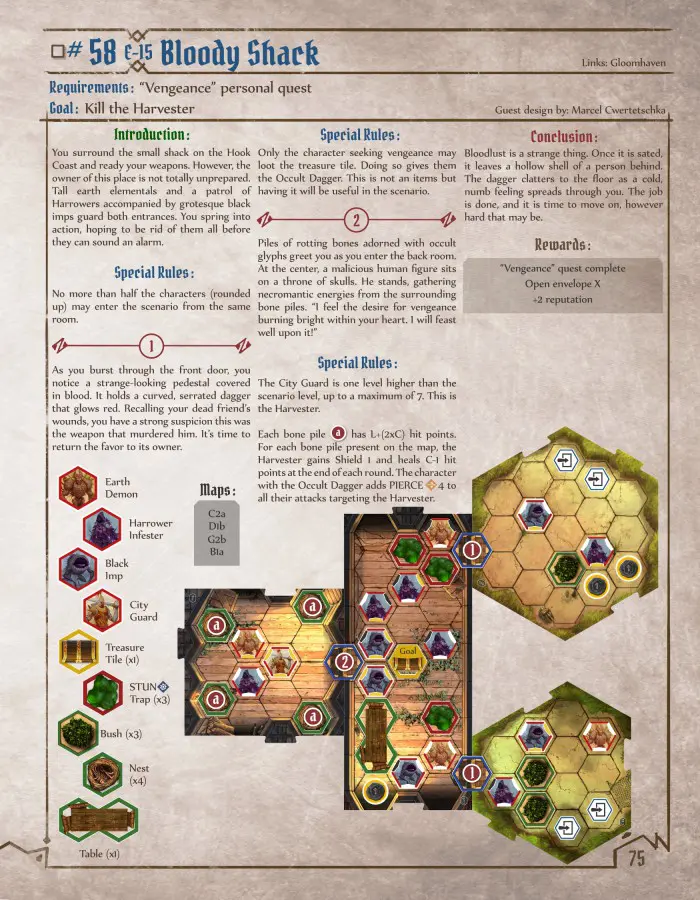 # 58 E-15 Bloody Shack
Links: Gloomhaven
Requirements: “Vengeance” personal quest
Goal: Kill the Harvester
Guest design by: Marcel Cwertetschka
Introduction:
You surround the small shack on the Hook
Coast and ready your weapons. However, the
owner of this place is not totally unprepared.
Tall earth elementals and a patrol of
Harrowers accompanied by grotesque black
imps guard both entrances. You spring into
action, hoping to be rid of them all before
they can sound an alarm.
Special Rules:
No more than half the characters (rounded
up) may enter the scenario from the same
room.
1
As you burst through the front door, you
notice a strange-looking pedestal covered
in blood. It holds a curved, serrated dagger
that glows red. Recalling your dead friend’s
wounds, you have a strong suspicion this was
the weapon that murdered him. It’s time to
return the favor to its owner.
Special Rules:
Only the character seeking vengeance may
loot the treasure tile. Doing so gives them
the Occult Dagger. This is not an items but
having it will be useful in the scenario.
2
Piles of rotting bones adorned with occult
glyphs greet you as you enter the back room.
At the center, a malicious human figure sits
on a throne of skulls. He stands, gathering
necromantic energies from the surrounding
bone piles. “I feel the desire for vengeance
burning bright within your heart. I will feast
well upon it!”
Special Rules:
The City Guard is one level higher than the
scenario level, up to a maximum of 7. This is
the Harvester.
Each bone pile a has L+(2xC) hit points.
For each bone pile present on the map, the
Harvester gains Shield 1 and heals C-1 hit
points at the end of each round. The character
with the Occult Dagger adds PIERCE 4 to
all their attacks targeting the Harvester.
Conclusion:
Bloodlust is a strange thing. Once it is sated,
it leaves a hollow shell of a person behind.
The dagger clatters to the floor as a cold,
numb feeling spreads through you. The job
is done, and it is time to move on, however
hard that may be.
Rewards:
“Vengeance” quest complete
Open envelope X
+2 reputation
Earth
Demon
Harrower
Infester
Black
Imp
City
Guard
Treasure
Tile (x1)
STUN
Trap (x3)
Bush (x3)
Nest
(x4)
Table (x1)
Maps:
C2a
D1b
G2b
B1a
a
a
a
a
2
Goal
1
1
75